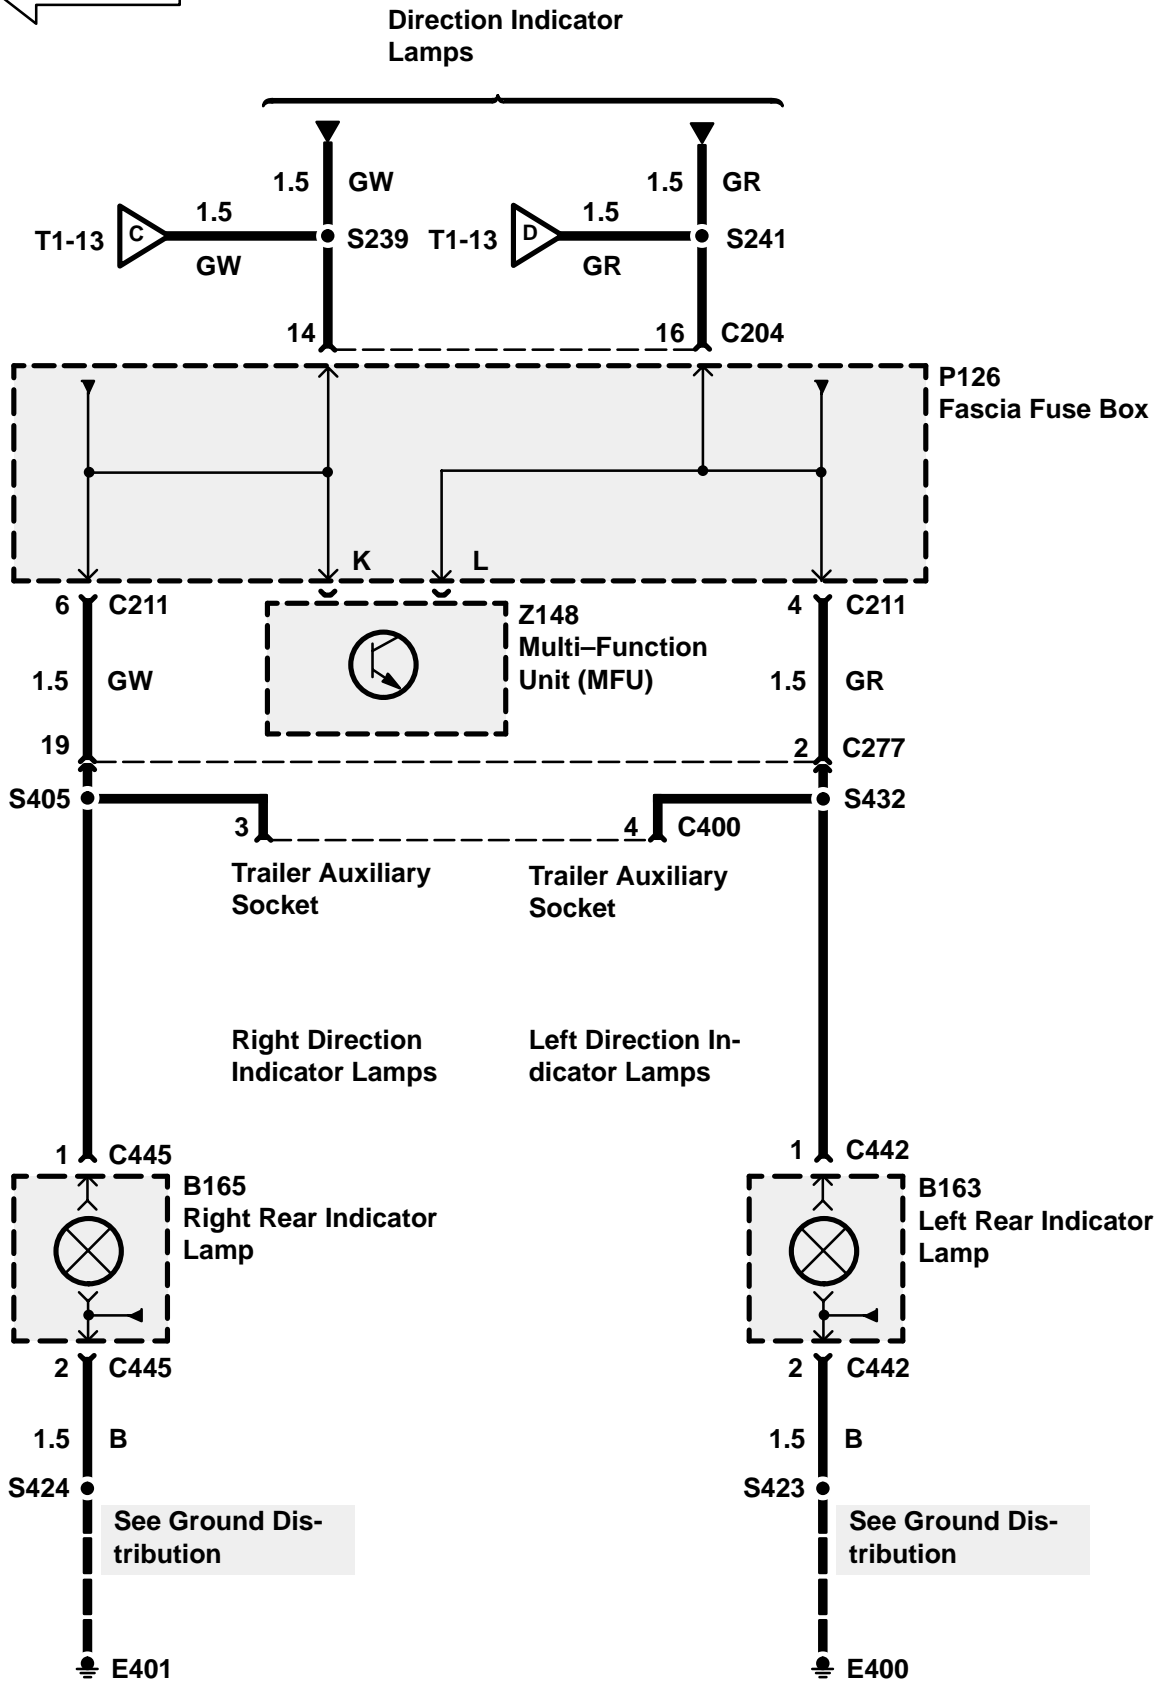 Direction Indicator
Lamps
1.5 GW
1.5 GR
T1-13 C 1.5 S239
GW
T1-13 D 1.5 S241
GR
14
16 C204
P126
Fascia Fuse Box
K
L
6 C211
4 C211
Z148
Multi–Function
Unit (MFU)
1.5 GW
1.5 GR
19
2 C277
S405
S432
3
4 C400
Trailer Auxiliary
Socket
Trailer Auxiliary
Socket
Right Direction
Indicator Lamps
Left Direction In-
dicator Lamps
1 C445
1 C442
B165
Right Rear Indicator
Lamp
B163
Left Rear Indicator
Lamp
2 C445
2 C442
1.5 B
1.5 B
S424
S423
See Ground Dis-
tribution
See Ground Dis-
tribution
E401
E400